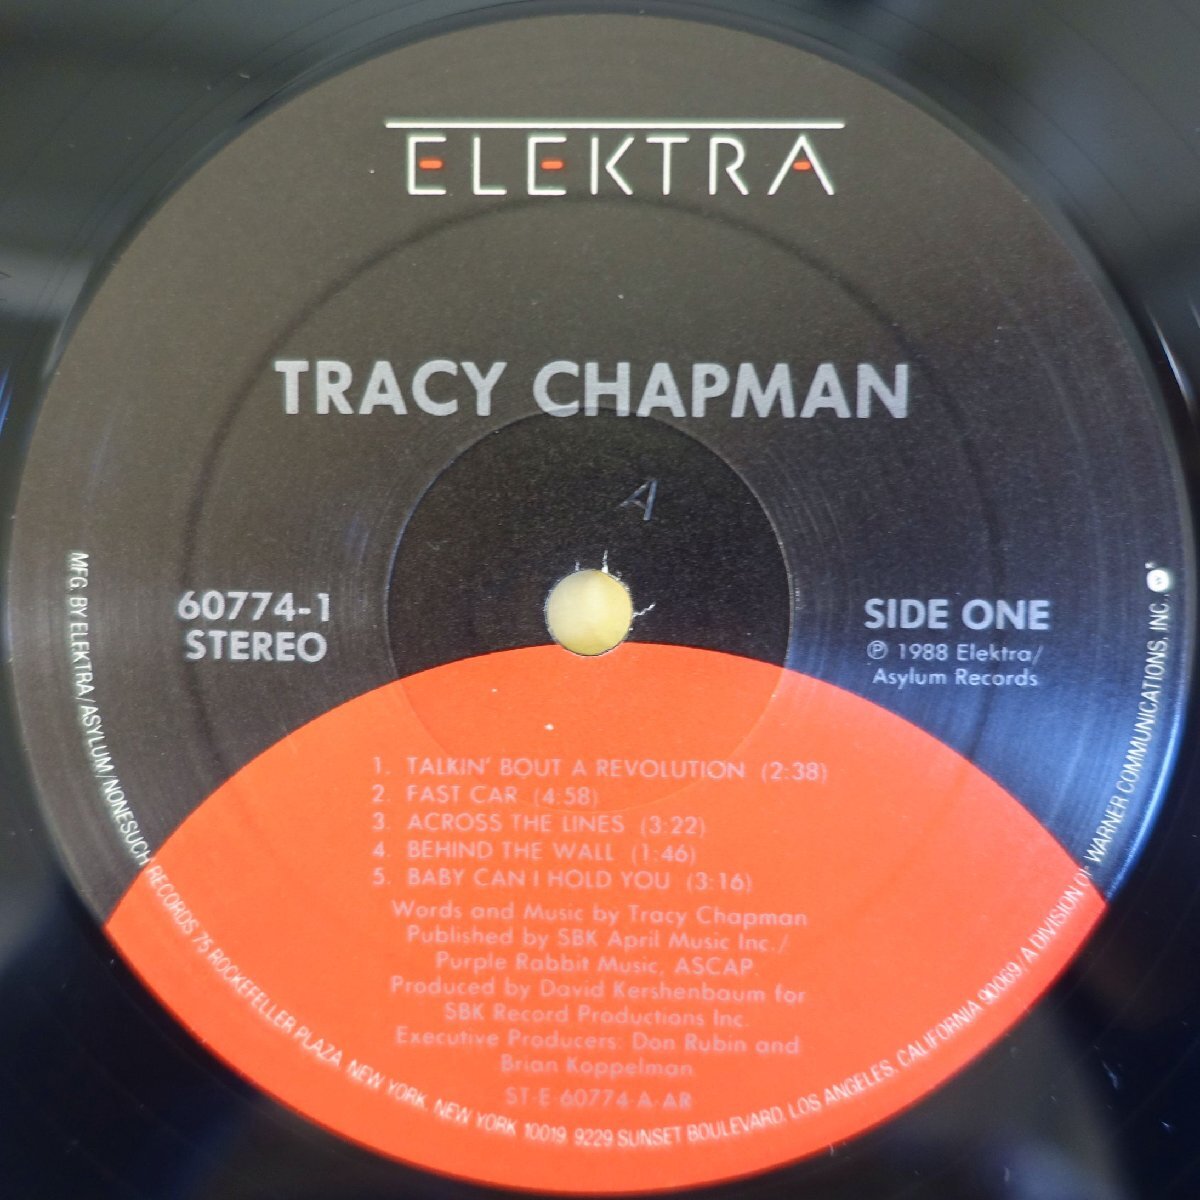 ELEKTRA
TRACY CHAPMAN
A
60774-1
STEREO
SIDE ONE
℗ 1988 Elektra/
Asylum Records
1. TALKIN' BOUT A REVOLUTION (2:38)
2. FAST CAR (4:58)
3. ACROSS THE LINES (3:22)
4. BEHIND THE WALL (1:46)
5. BABY CAN I HOLD YOU (3:16)
Words and Music by Tracy Chapman
Published by SBK April Music Inc./
Purple Rabbit Music, ASCAP.
Produced by David Kershenbaum for
SBK Record Productions Inc.
Executive Producers: Don Rubin and
Brian Koppelman
ST-E-60774 A-AR
MFG. BY ELEKTRA/ASYLUM/NONESUCH RECORDS 75 ROCKEFELLER PLAZA, NEW YORK, NEW YORK 10019 9229 SUNSET BOULEVARD, LOS ANGELES, CALIFORNIA 90069/A DIVISION OF WARNER COMMUNICATIONS, INC.